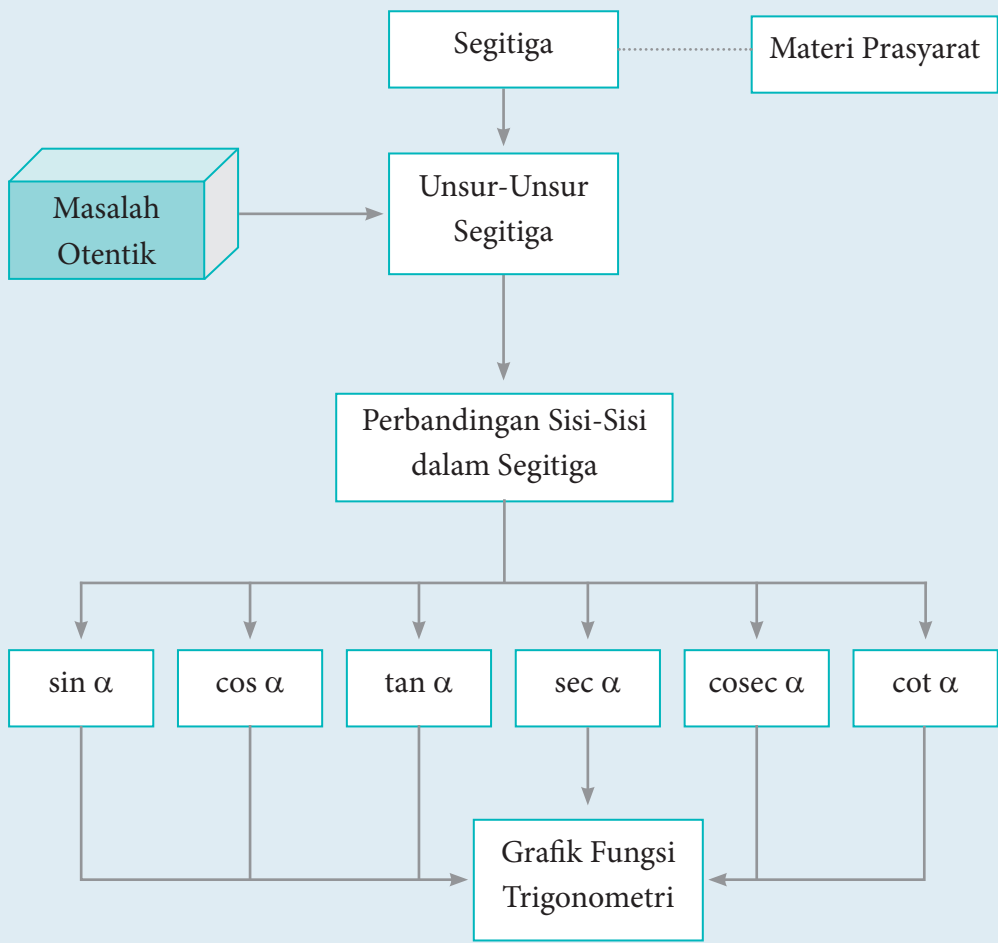 Segitiga
Materi Prasyarat
Masalah
Otentik
Unsur-Unsur
Segitiga
Perbandingan Sisi-Sisi
dalam Segitiga
sin α
cos α
tan α
sec α
cosec α
cot α
Grafik Fungsi
Trigonometri